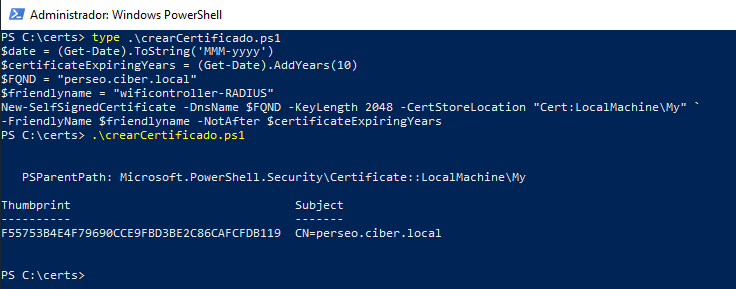 Administrador: Windows PowerShell
PS C:\certs> type .\crearCertificado.ps1
$date = (Get-Date).ToString('MMM-yyyy')
$certificateExpiringYears = (Get-Date).AddYears(10)
$FQND = "perseo.ciber.local"
$friendlyname = "wificontroller-RADIUS"
New-SelfSignedCertificate -DnsName $FQND -KeyLength 2048 -CertStoreLocation "Cert:LocalMachine\My" `
-FriendlyName $friendlyname -NotAfter $certificateExpiringYears
PS C:\certs> .\crearCertificado.ps1
PSParentPath: Microsoft.PowerShell.Security\Certificate::LocalMachine\My
Thumbprint Subject
---------- -------
F55753B4E4F79690CCE9FBD3BE2C86CAFCFDB119 CN=perseo.ciber.local
PS C:\certs>